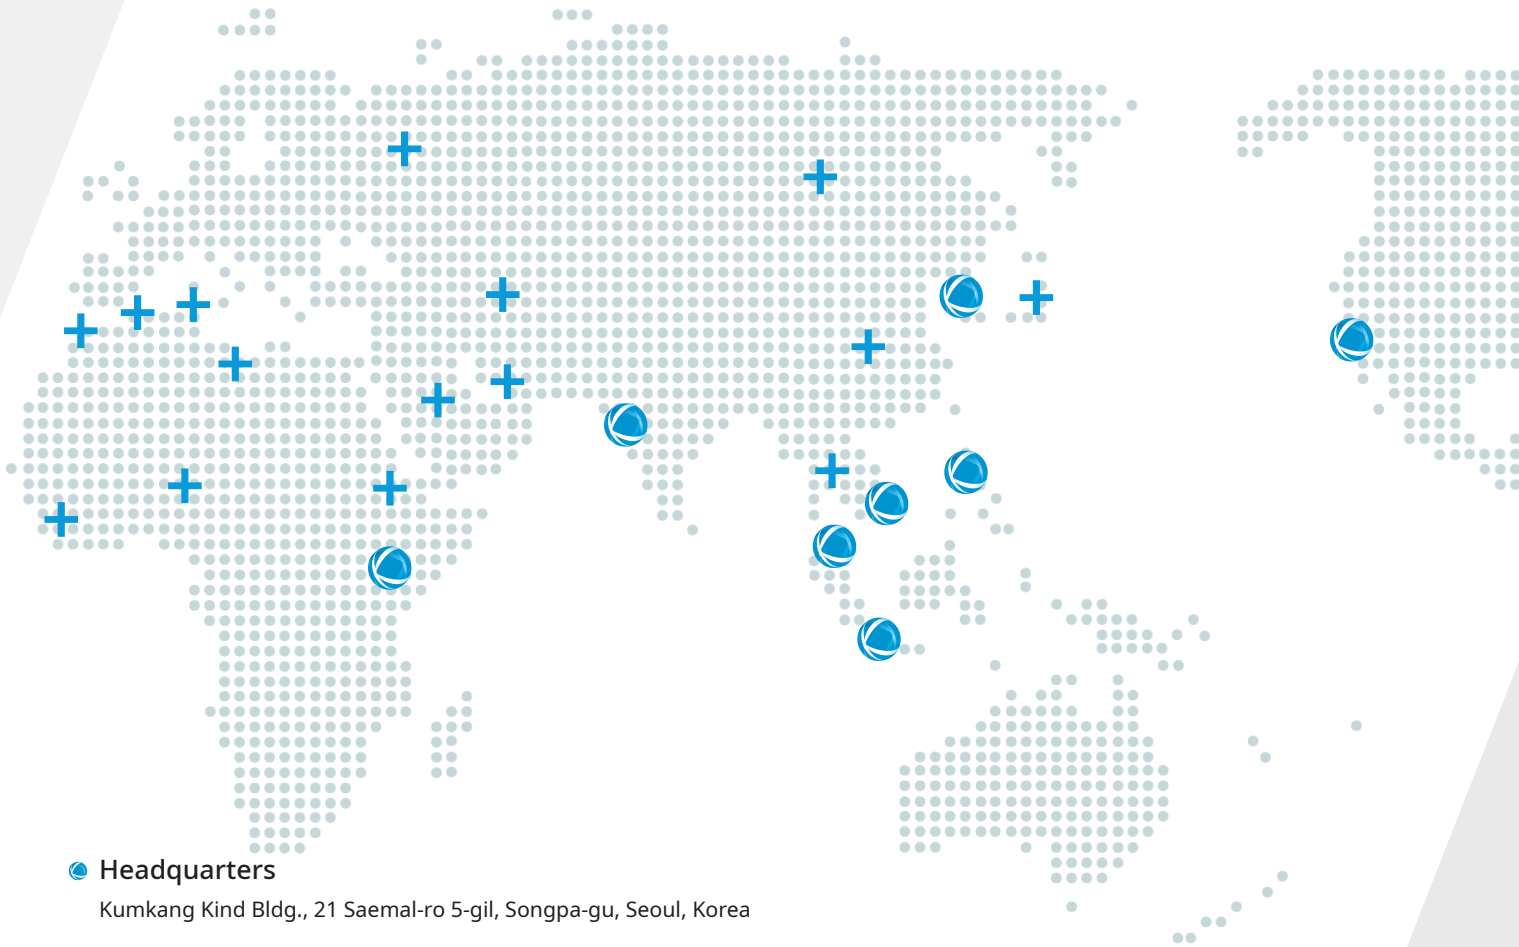 Headquarters
Kumkang Kind Bldg., 21 Saemal-ro 5-gil, Songpa-gu, Seoul, Korea